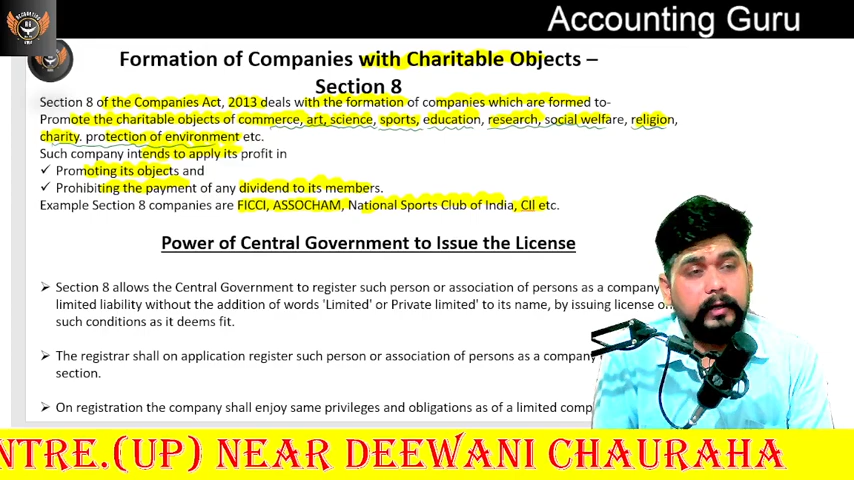 Accounting Guru
Formation of Companies with Charitable Objects –
Section 8
Section 8 of the Companies Act, 2013 deals with the formation of companies which are formed to-
Promote the charitable objects of commerce, art, science, sports, education, research, social welfare, religion,
charity. protection of environment etc.
Such company intends to apply its profit in
✓ Promoting its objects and
✓ Prohibiting the payment of any dividend to its members.
Example Section 8 companies are FICCI, ASSOCHAM, National Sports Club of India, CII etc.
Power of Central Government to Issue the License
➢ Section 8 allows the Central Government to register such person or association of persons as a company
limited liability without the addition of words 'Limited' or Private limited' to its name, by issuing license
such conditions as it deems fit.
➢ The registrar shall on application register such person or association of persons as a company
section.
➢ On registration the company shall enjoy same privileges and obligations as of a limited comp
NTRE.(UP) NEAR DEEWANI CHAURAHA